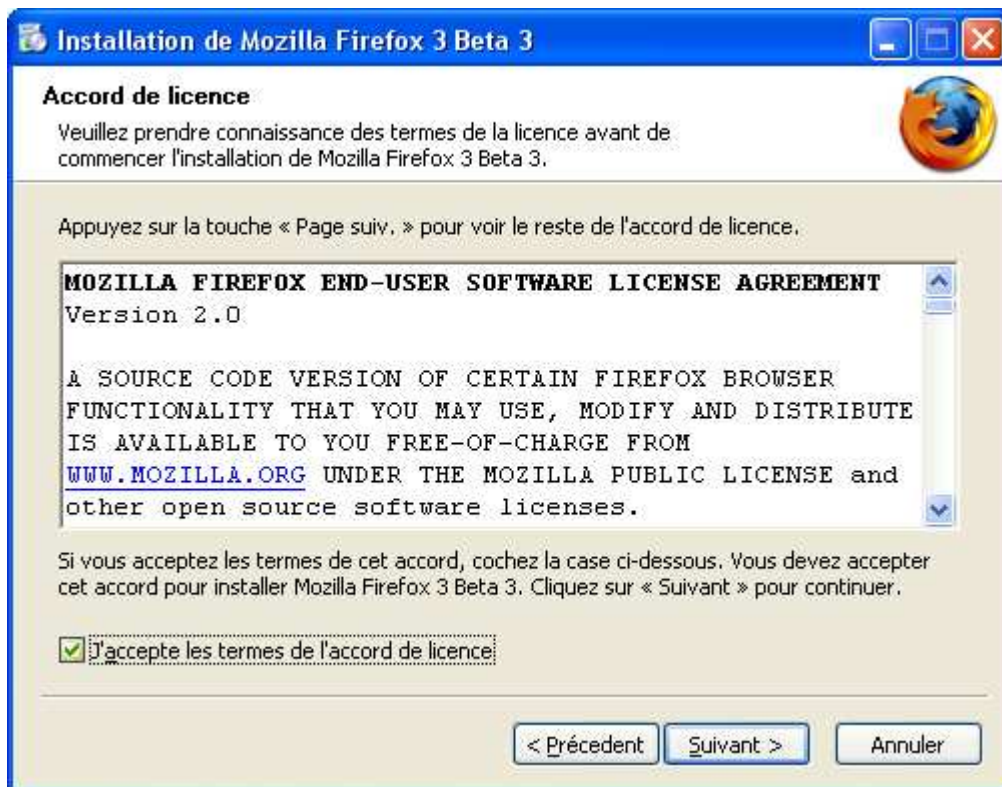 Installation de Mozilla Firefox 3 Beta 3
Accord de licence
Veuillez prendre connaissance des termes de la licence avant de
commencer l'installation de Mozilla Firefox 3 Beta 3.
Appuyez sur la touche « Page suiv. » pour voir le reste de l'accord de licence.
MOZILLA FIREFOX END-USER SOFTWARE LICENSE AGREEMENT
Version 2.0
A SOURCE CODE VERSION OF CERTAIN FIREFOX BROWSER
FUNCTIONALITY THAT YOU MAY USE, MODIFY AND DISTRIBUTE
IS AVAILABLE TO YOU FREE-OF-CHARGE FROM
WWW.MOZILLA.ORG UNDER THE MOZILLA PUBLIC LICENSE and
other open source software licenses.
Si vous acceptez les termes de cet accord, cochez la case ci-dessous. Vous devez accepter
cet accord pour installer Mozilla Firefox 3 Beta 3. Cliquez sur « Suivant » pour continuer.
J'accepte les termes de l'accord de licence
< Précedent
Suivant >
Annuler